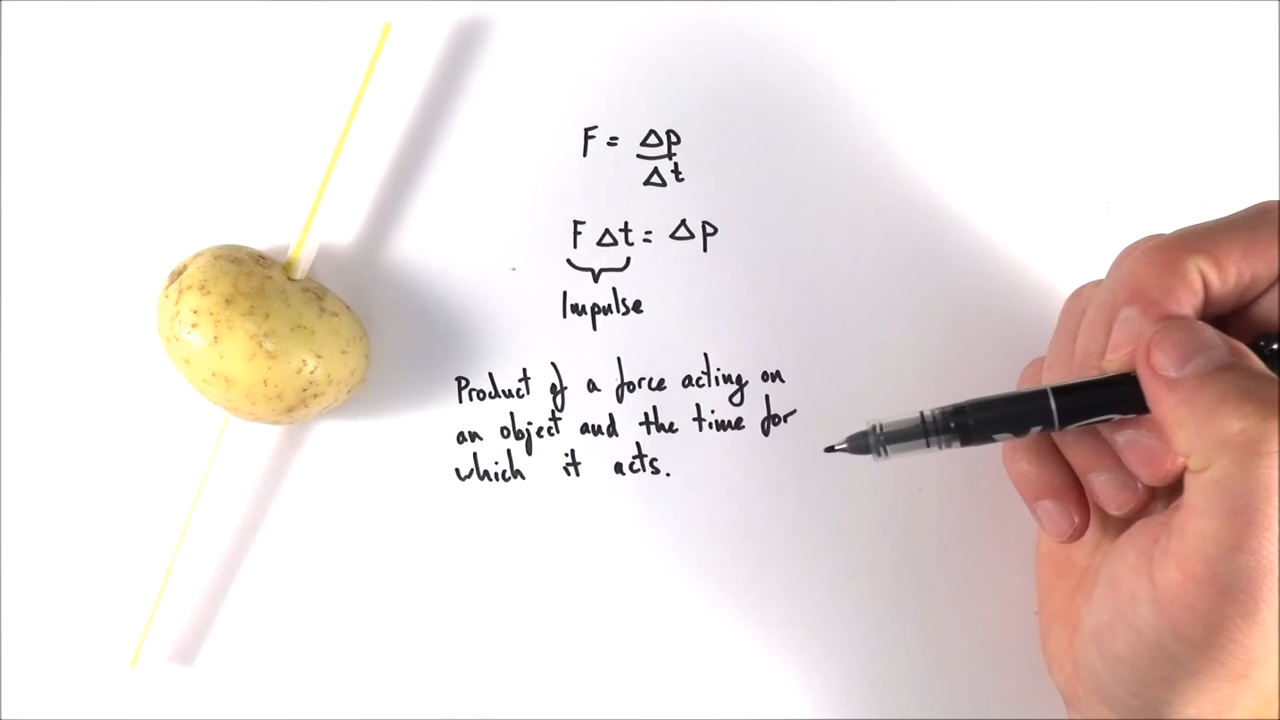 F = Δp
Δt
F Δt = Δp
Impulse
Product of a force acting on
an object and the time for
which it acts.